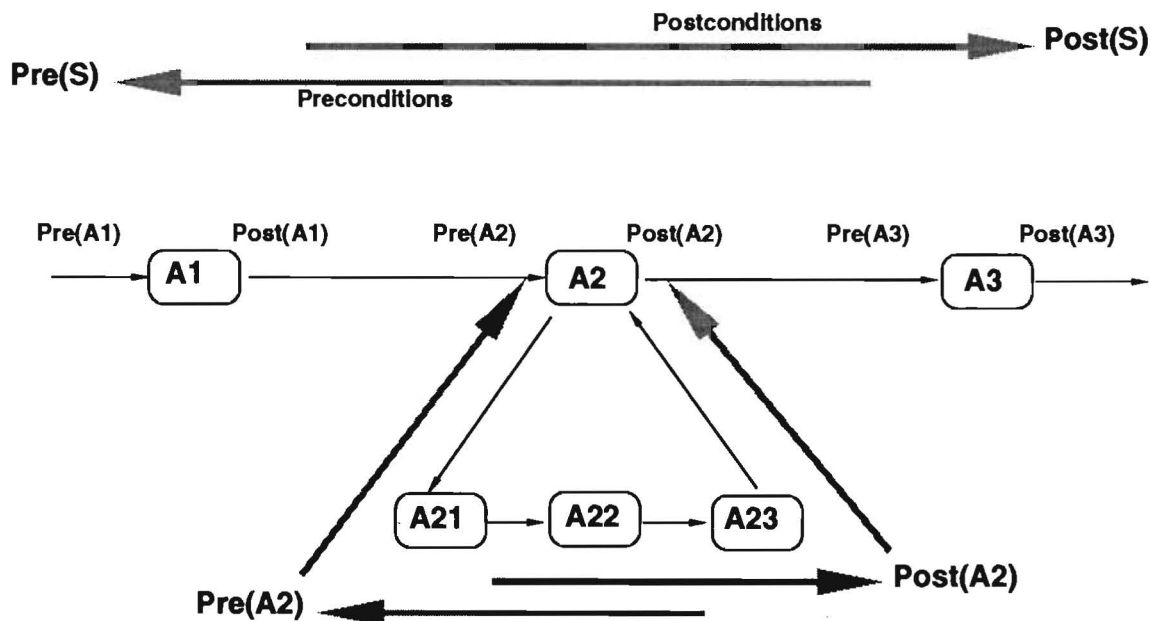 Postconditions
Post(S)
Pre(S)
Preconditions
Pre(A1) Post(A1) Pre(A2) Post(A2) Pre(A3) Post(A3)
A1 A2 A3
A21 A22 A23
Post(A2)
Pre(A2)